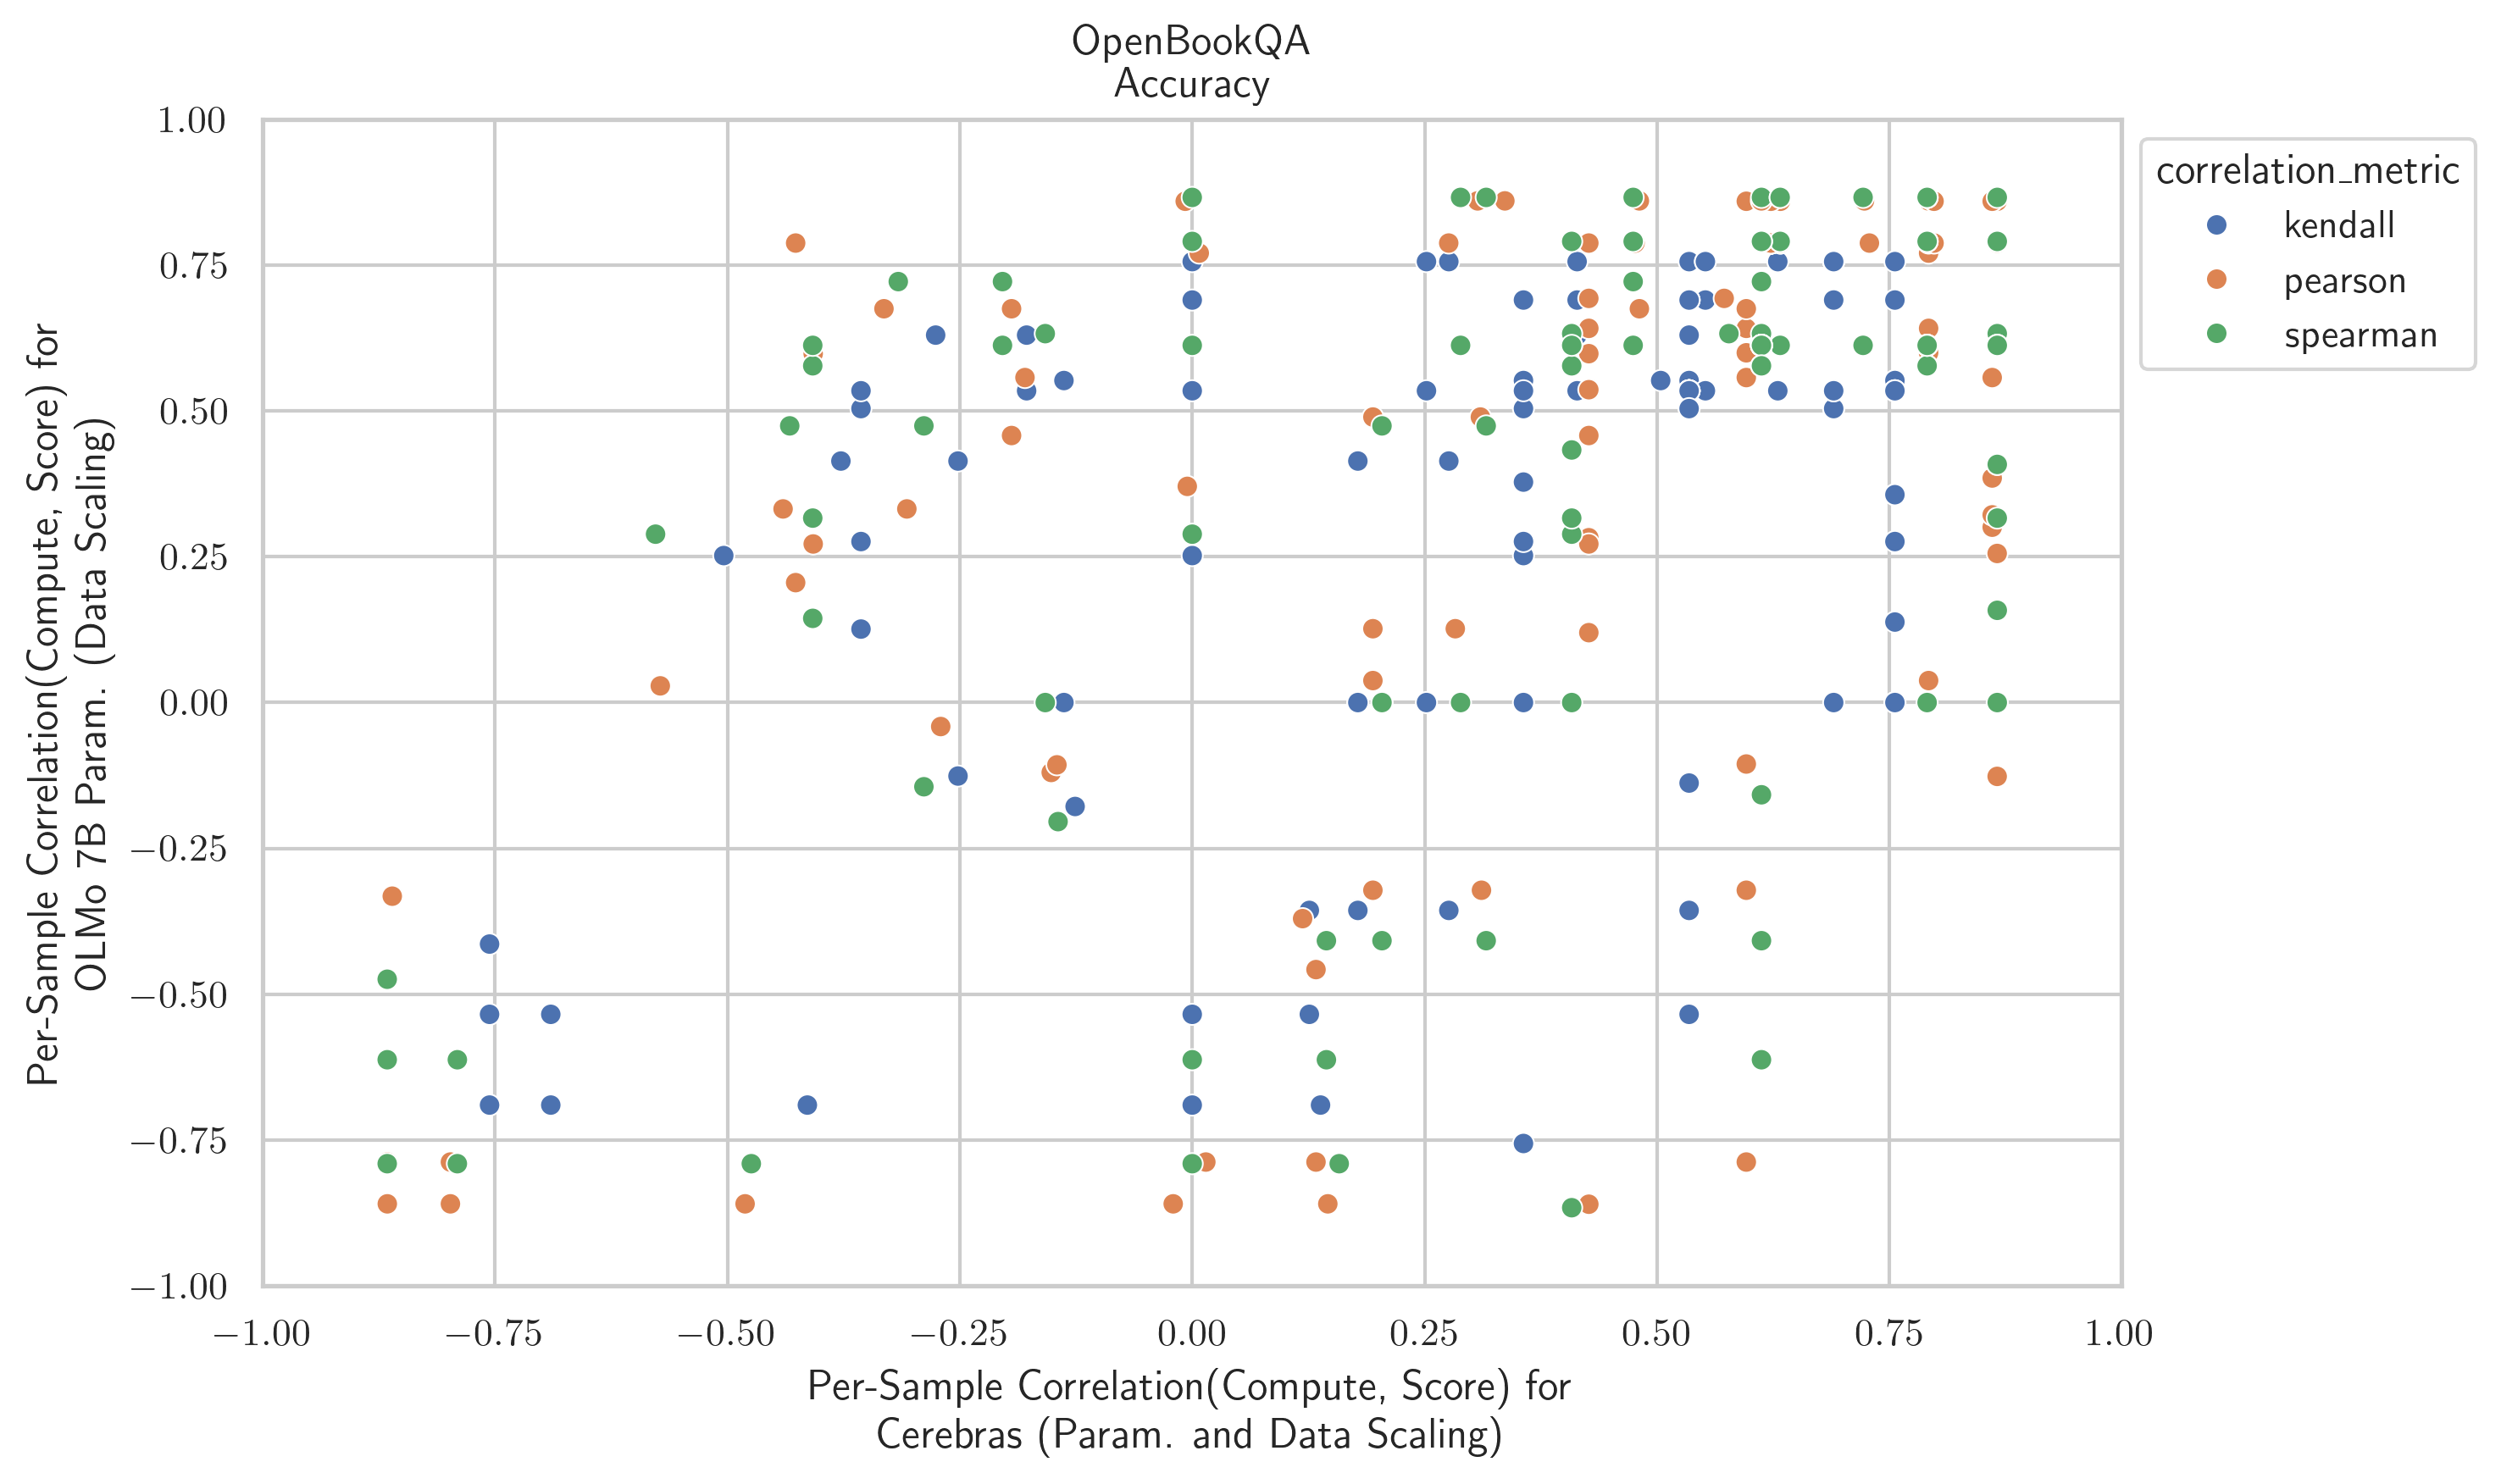 OpenBookQA
Accuracy
1.00
0.75
0.50
0.25
0.00
−0.25
−0.50
−0.75
−1.00
Per-Sample Correlation(Compute, Score) for
OLMo 7B Param. (Data Scaling)
−1.00 −0.75 −0.50 −0.25 0.00 0.25 0.50 0.75 1.00
Per-Sample Correlation(Compute, Score) for
Cerebras (Param. and Data Scaling)
correlation_metric
kendall
pearson
spearman